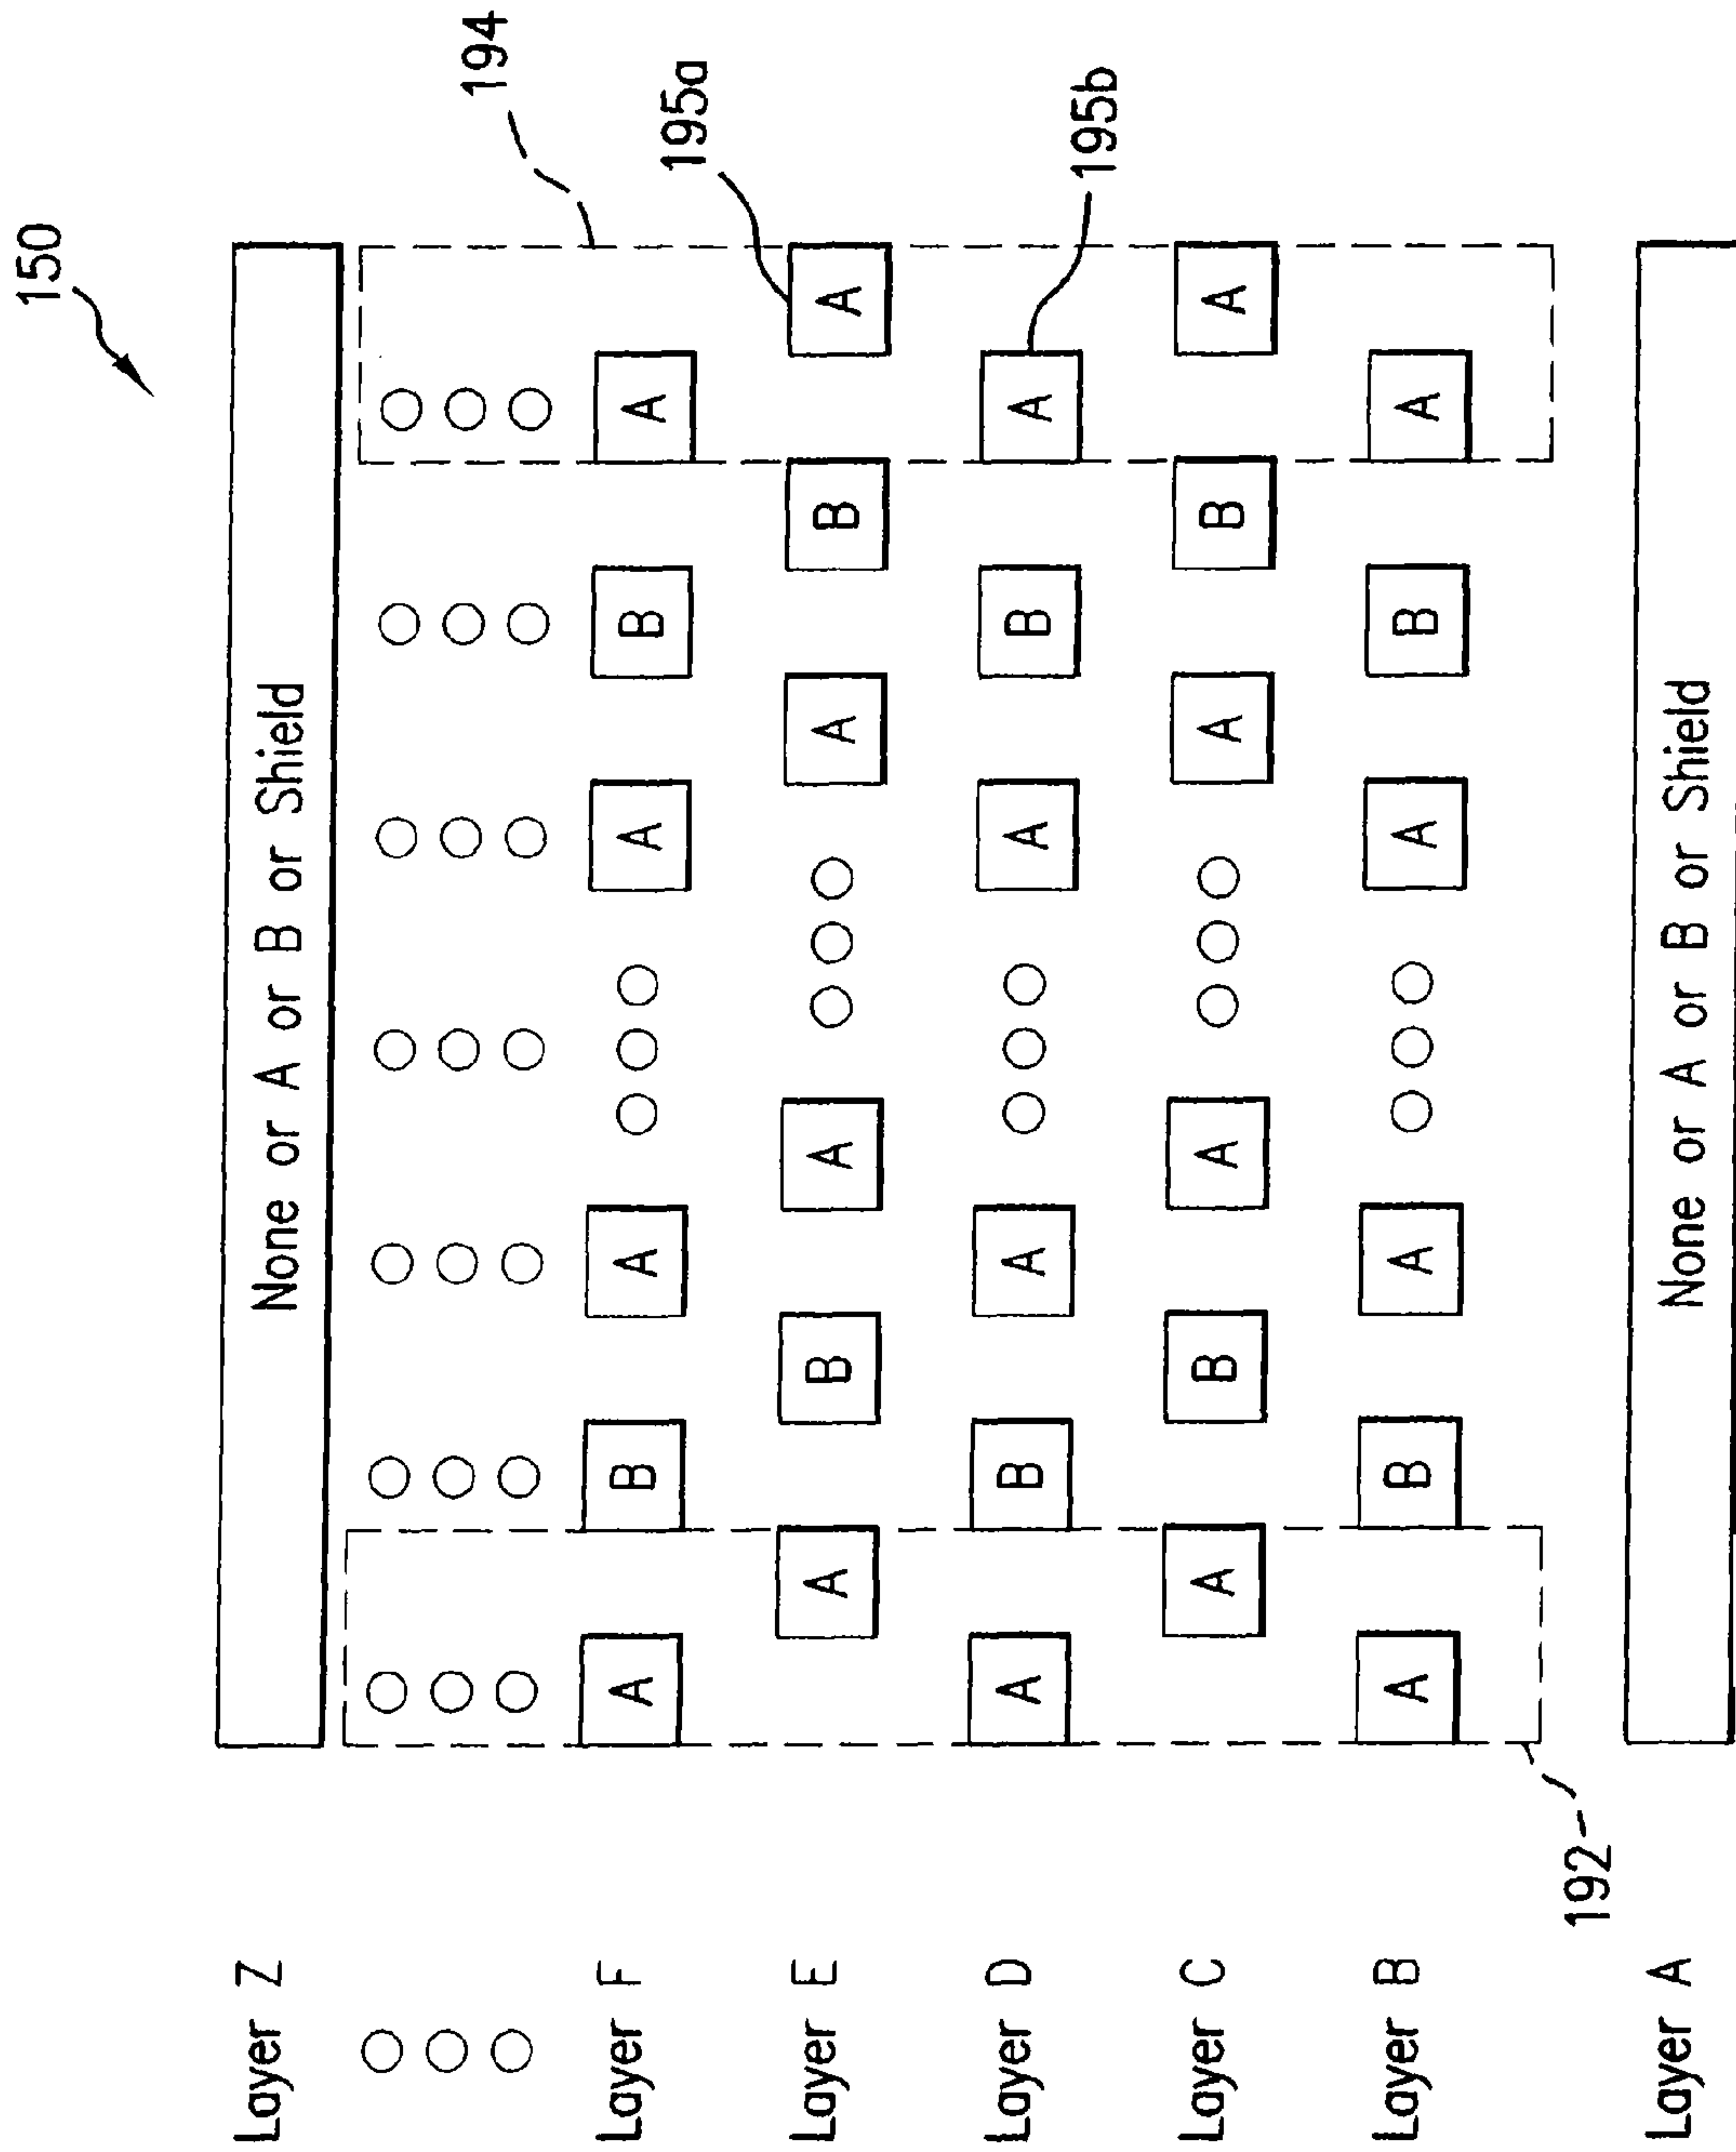 150
Layer Z None or A or B or Shield
194
Layer F A B A A B A
195a
Layer E A B A A B A
Layer D A B A A B A
195b
Layer C A B A A B A
Layer B A B A A B A
192
Layer A None or A or B or Shield